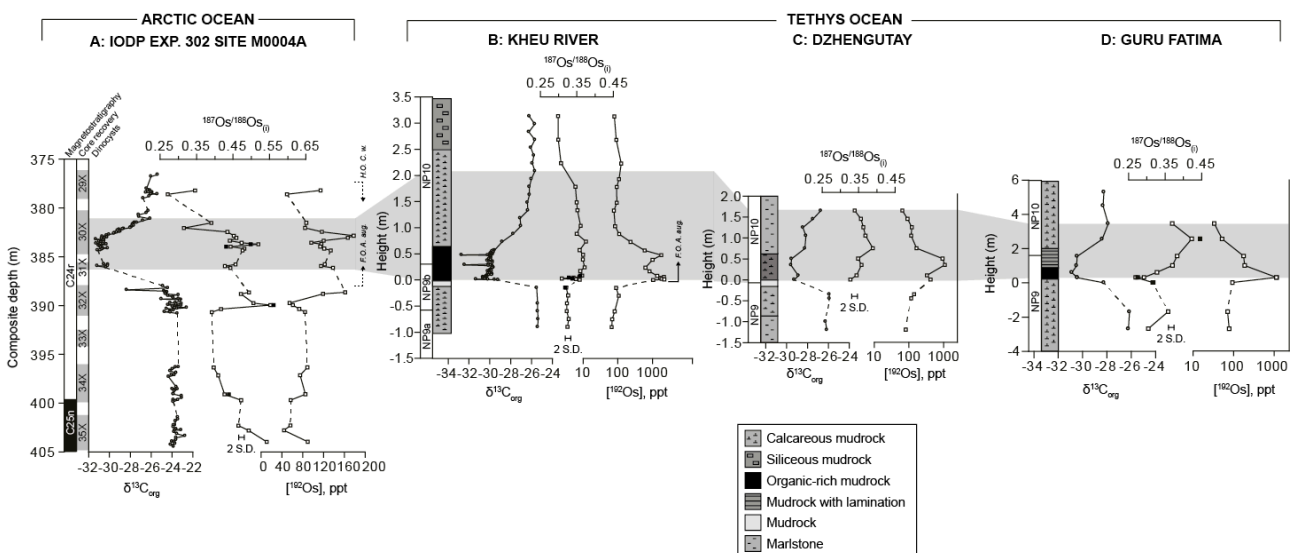 ARCTIC OCEAN
A: IODP EXP. 302 SITE M0004A
Magnetostratigraphy
Core recovery
Dinocysts
187Os/188Os(i)
0.25 0.35 0.45 0.55 0.65
Composite depth (m)
375
380
385
390
395
400
405
C24r
C25n
29X
30X
31X
32X
33X
34X
35X
H.O. C. w.
F.O. A. aug.
2 S.D.
-32 -30 -28 -26 -24 -22
δ13Corg
0 40 80 120 160 200
[192Os], ppt
TETHYS OCEAN
B: KHEU RIVER
187Os/188Os(i)
0.25 0.35 0.45
Height (m)
3.5
3.0
2.5
2.0
1.5
1.0
0.5
0.0
-0.5
-1.0
-1.5
NP10
NP9b
NP9a
F.O. A. aug.
2 S.D.
-34 -32 -30 -28 -26 -24
δ13Corg
10 100 1000
[192Os], ppt
C: DZHENGUTAY
187Os/188Os(i)
0.25 0.35 0.45
Height (m)
2.0
1.5
1.0
0.5
0.0
-0.5
-1.0
-1.5
NP10
NP9
2 S.D.
-32 -30 -28 -26 -24
δ13Corg
10 100 1000
[192Os], ppt
D: GURU FATIMA
187Os/188Os(i)
0.25 0.35 0.45
Height (m)
6
4
2
0
-2
-4
NP10
NP9
2 S.D.
-32 -30 -28 -26 -24
δ13Corg
10 100 1000
[192Os], ppt
Calcareous mudrock
Siliceous mudrock
Organic-rich mudrock
Mudrock with lamination
Mudrock
Marlstone